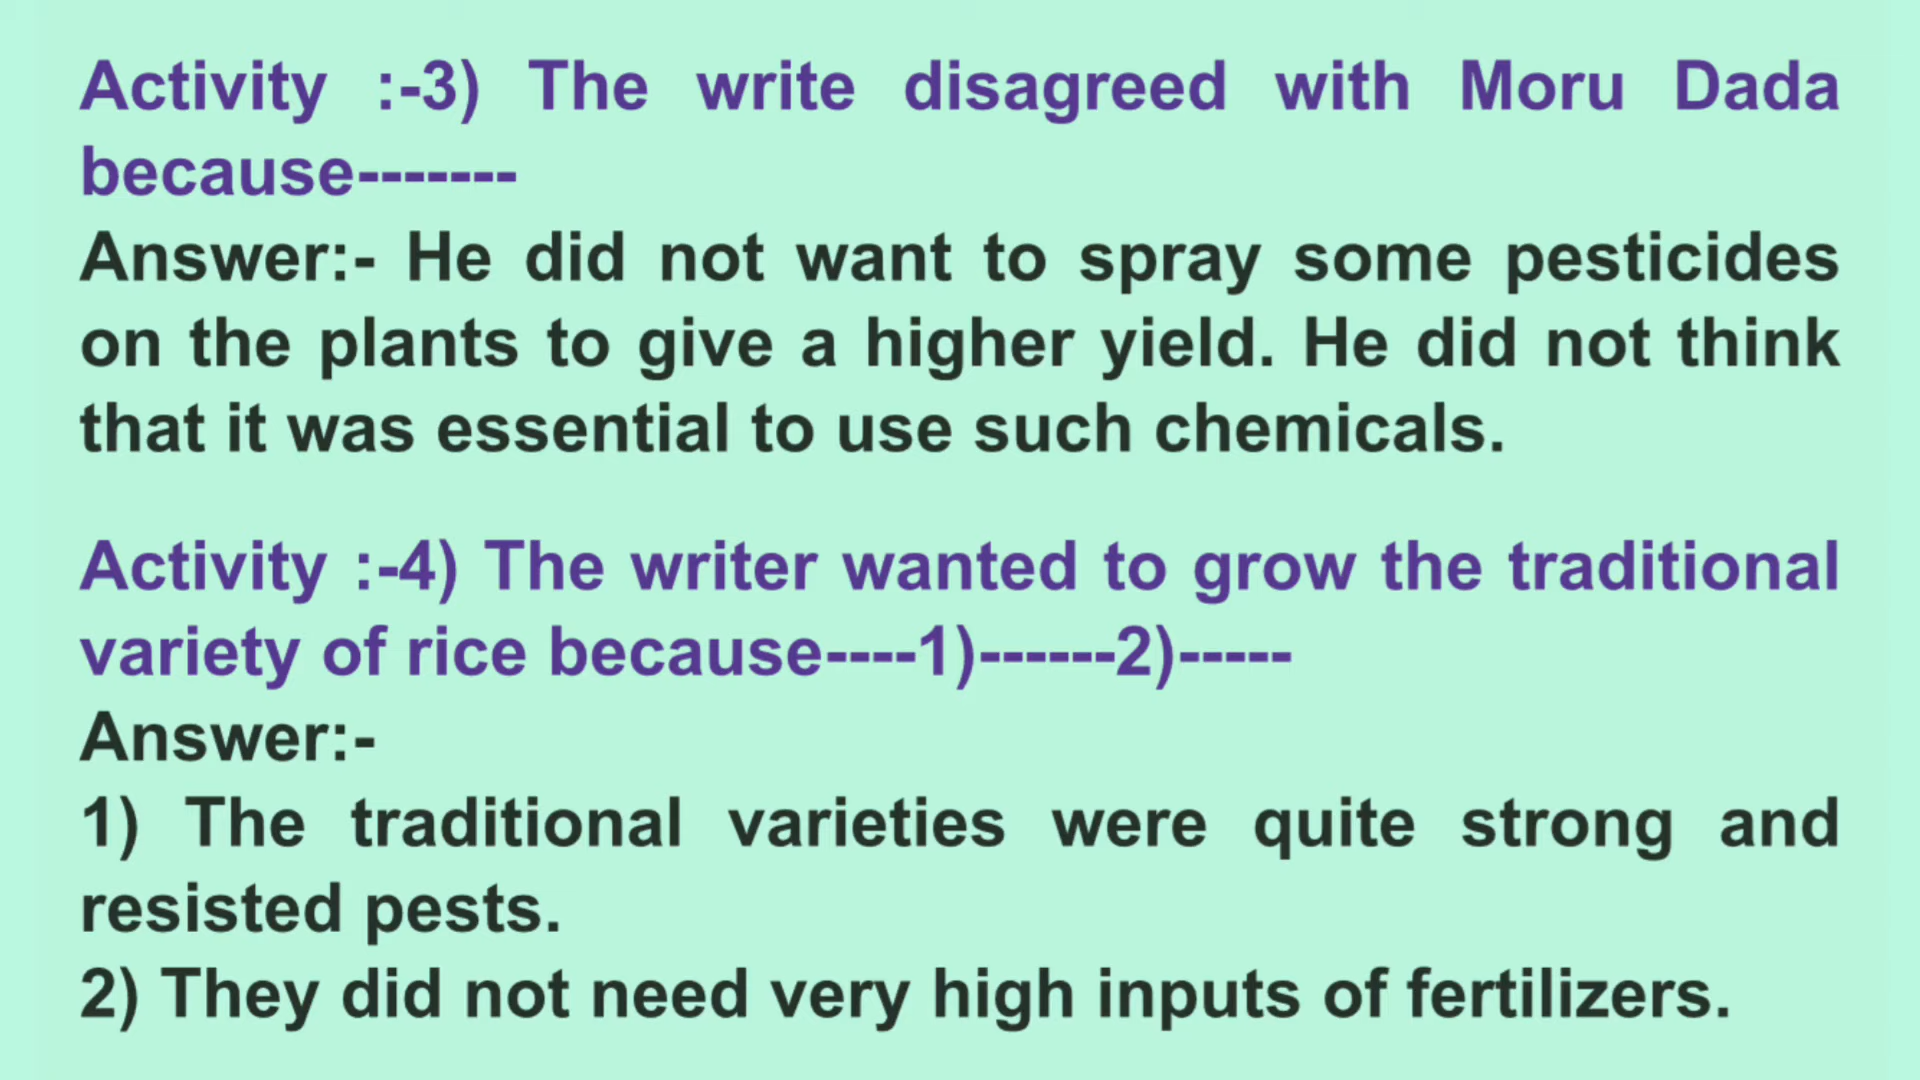 Activity :-3) The write disagreed with Moru Dada
because-------
Answer:- He did not want to spray some pesticides
on the plants to give a higher yield. He did not think
that it was essential to use such chemicals.
Activity :-4) The writer wanted to grow the traditional
variety of rice because----1)------2)-----
Answer:-
1) The traditional varieties were quite strong and
resisted pests.
2) They did not need very high inputs of fertilizers.